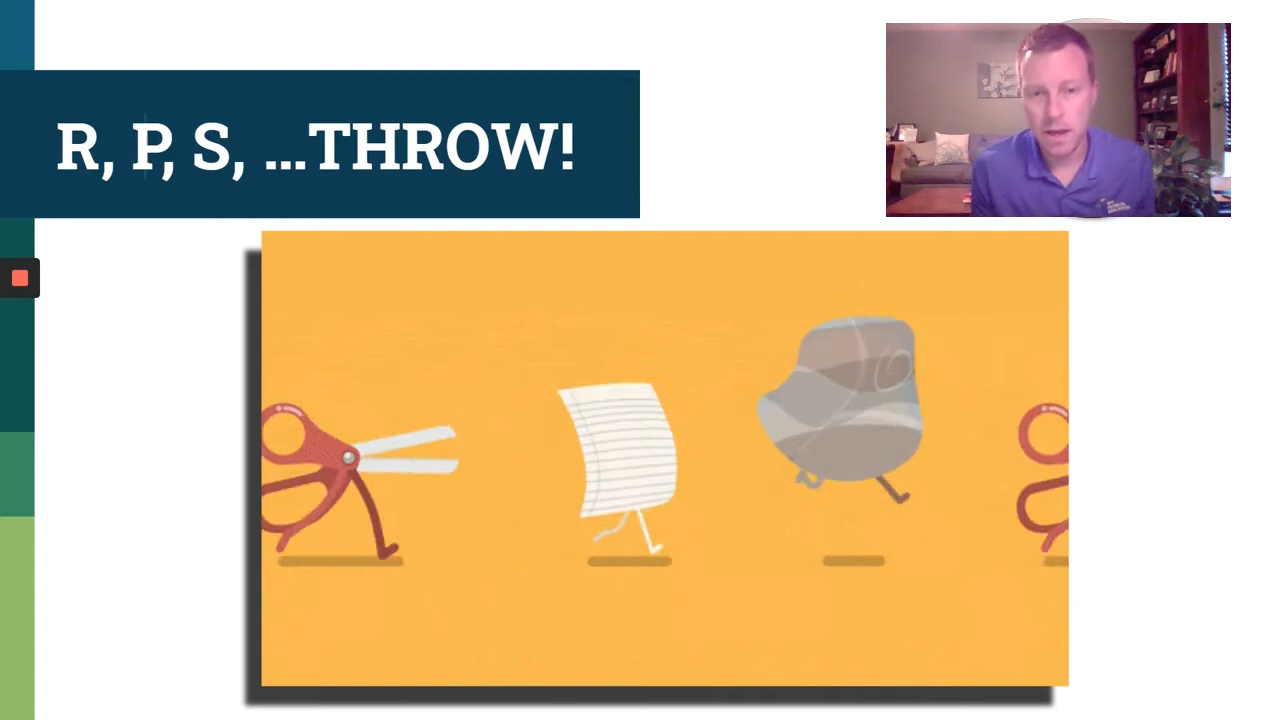 R, P, S, ...THROW!